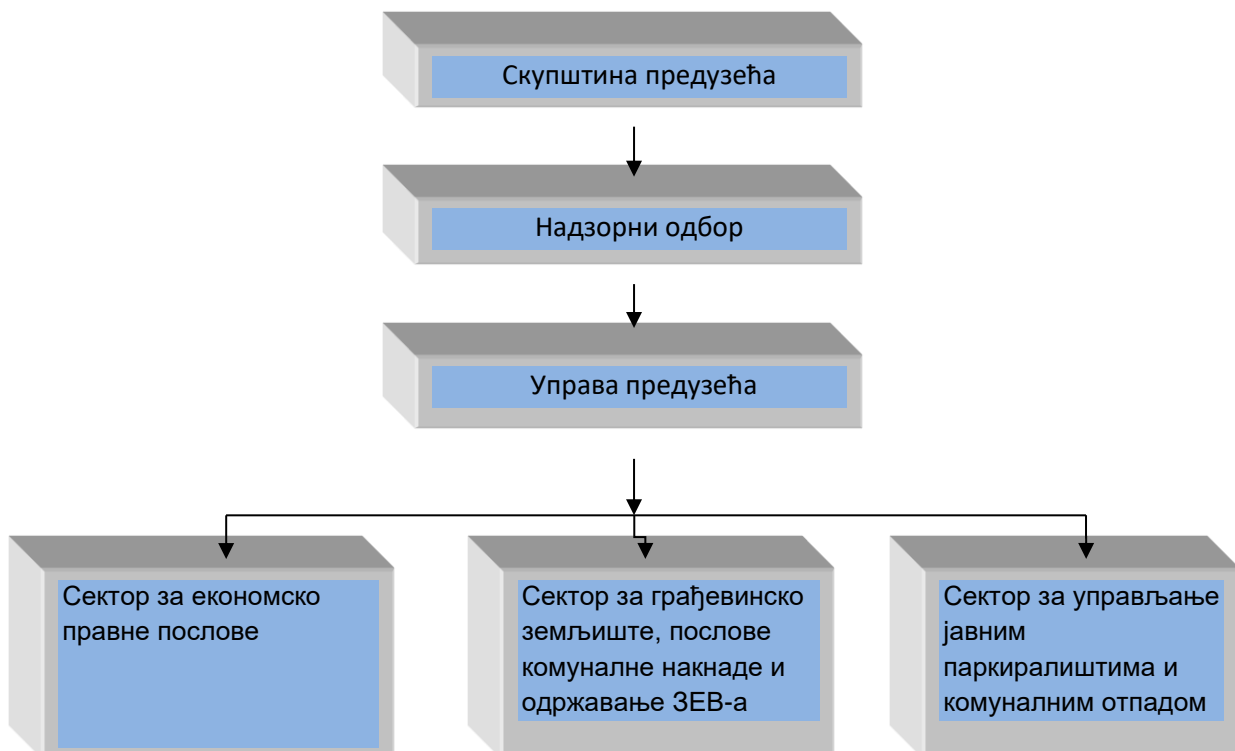 Скупштина предузећа
Надзорни одбор
Управа предузећа
Сектор за економско
правне послове
Сектор за грађевинско
земљиште, послове
комуналне накнаде и
одржавање ЗЕВ-а
Сектор за управљање
јавним
паркиралиштима и
комуналним отпадом